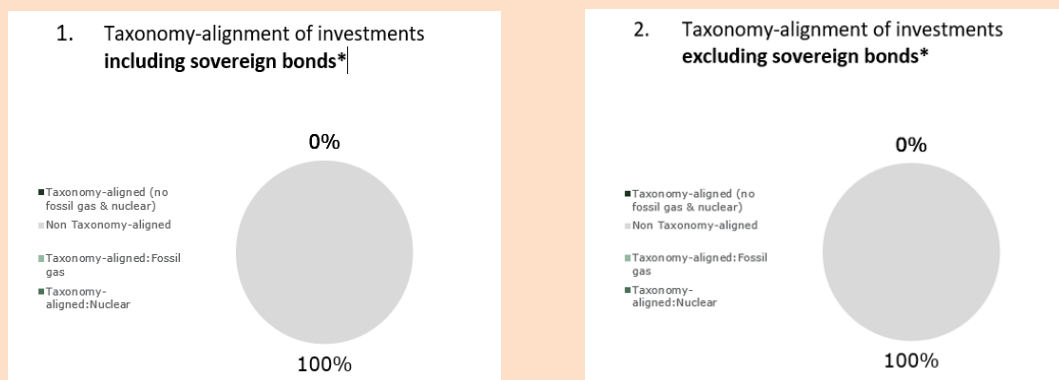 1. Taxonomy-alignment of investments
including sovereign bonds*
0%
Taxonomy-aligned (no
fossil gas & nuclear)
Non Taxonomy-aligned
Taxonomy-aligned:Fossil
gas
Taxonomy-
aligned:Nuclear
100%
2. Taxonomy-alignment of investments
excluding sovereign bonds*
0%
Taxonomy-aligned (no
fossil gas & nuclear)
Non Taxonomy-aligned
Taxonomy-aligned:Fossil
gas
Taxonomy-
aligned:Nuclear
100%